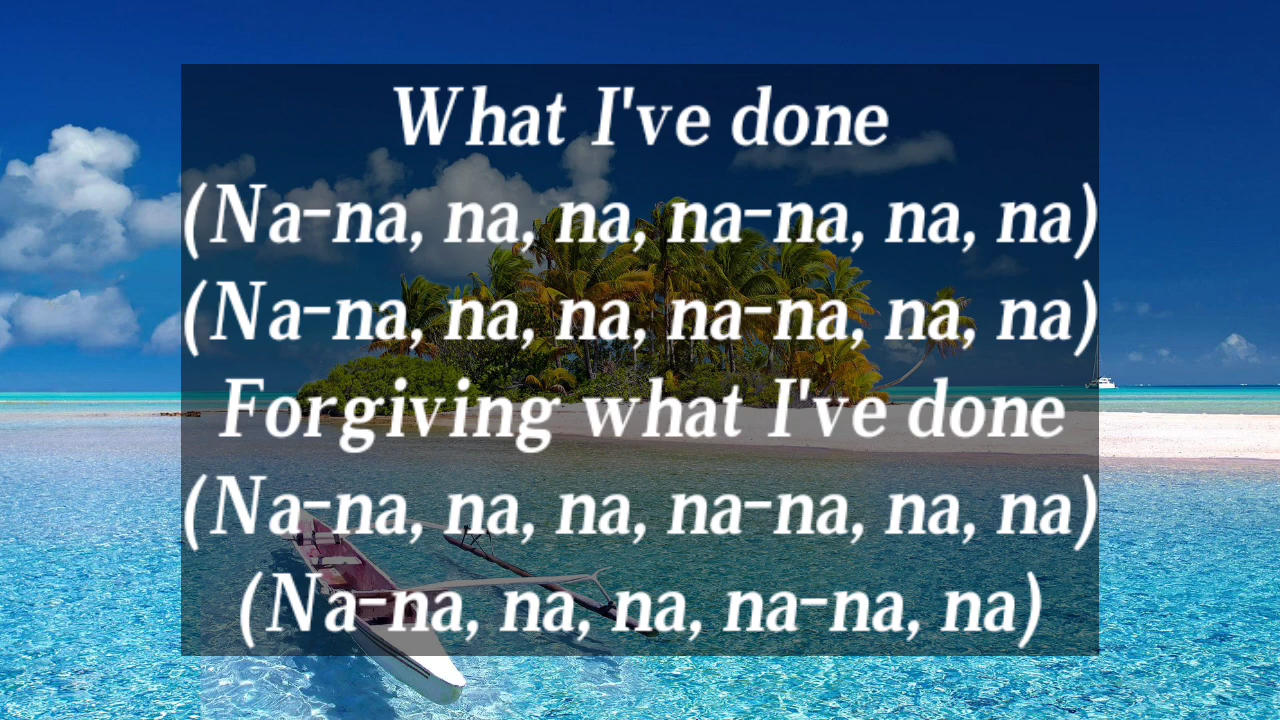 What I've done
(Na-na, na, na, na-na, na, na)
(Na-na, na, na, na-na, na, na)
Forgiving what I've done
(Na-na, na, na, na-na, na, na)
(Na-na, na, na, na-na, na)